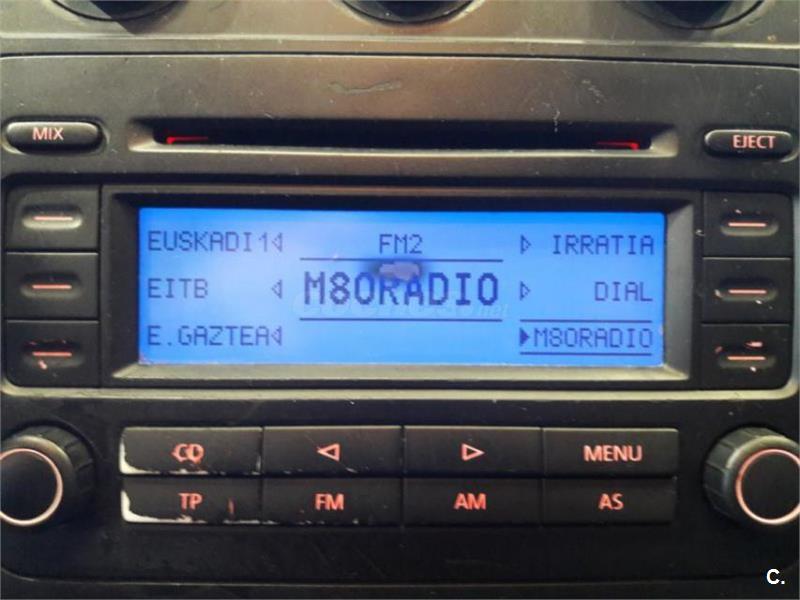 MIX
EJECT
EUSKADI1 FM2 IRRATIA
EITB M80RADIO DIAL
E.GAZTEA M80RADIO
CD MENU
TP FM AM AS
C.